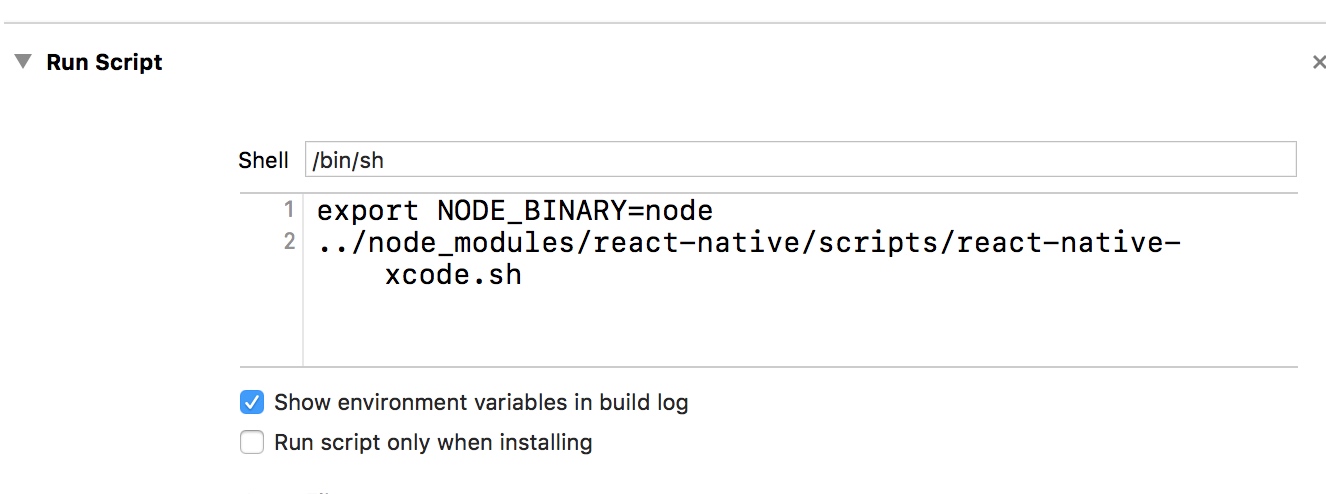 Run Script
Shell /bin/sh
1 export NODE_BINARY=node
2 ../node_modules/react-native/scripts/react-native-
xcode.sh
Show environment variables in build log
Run script only when installing